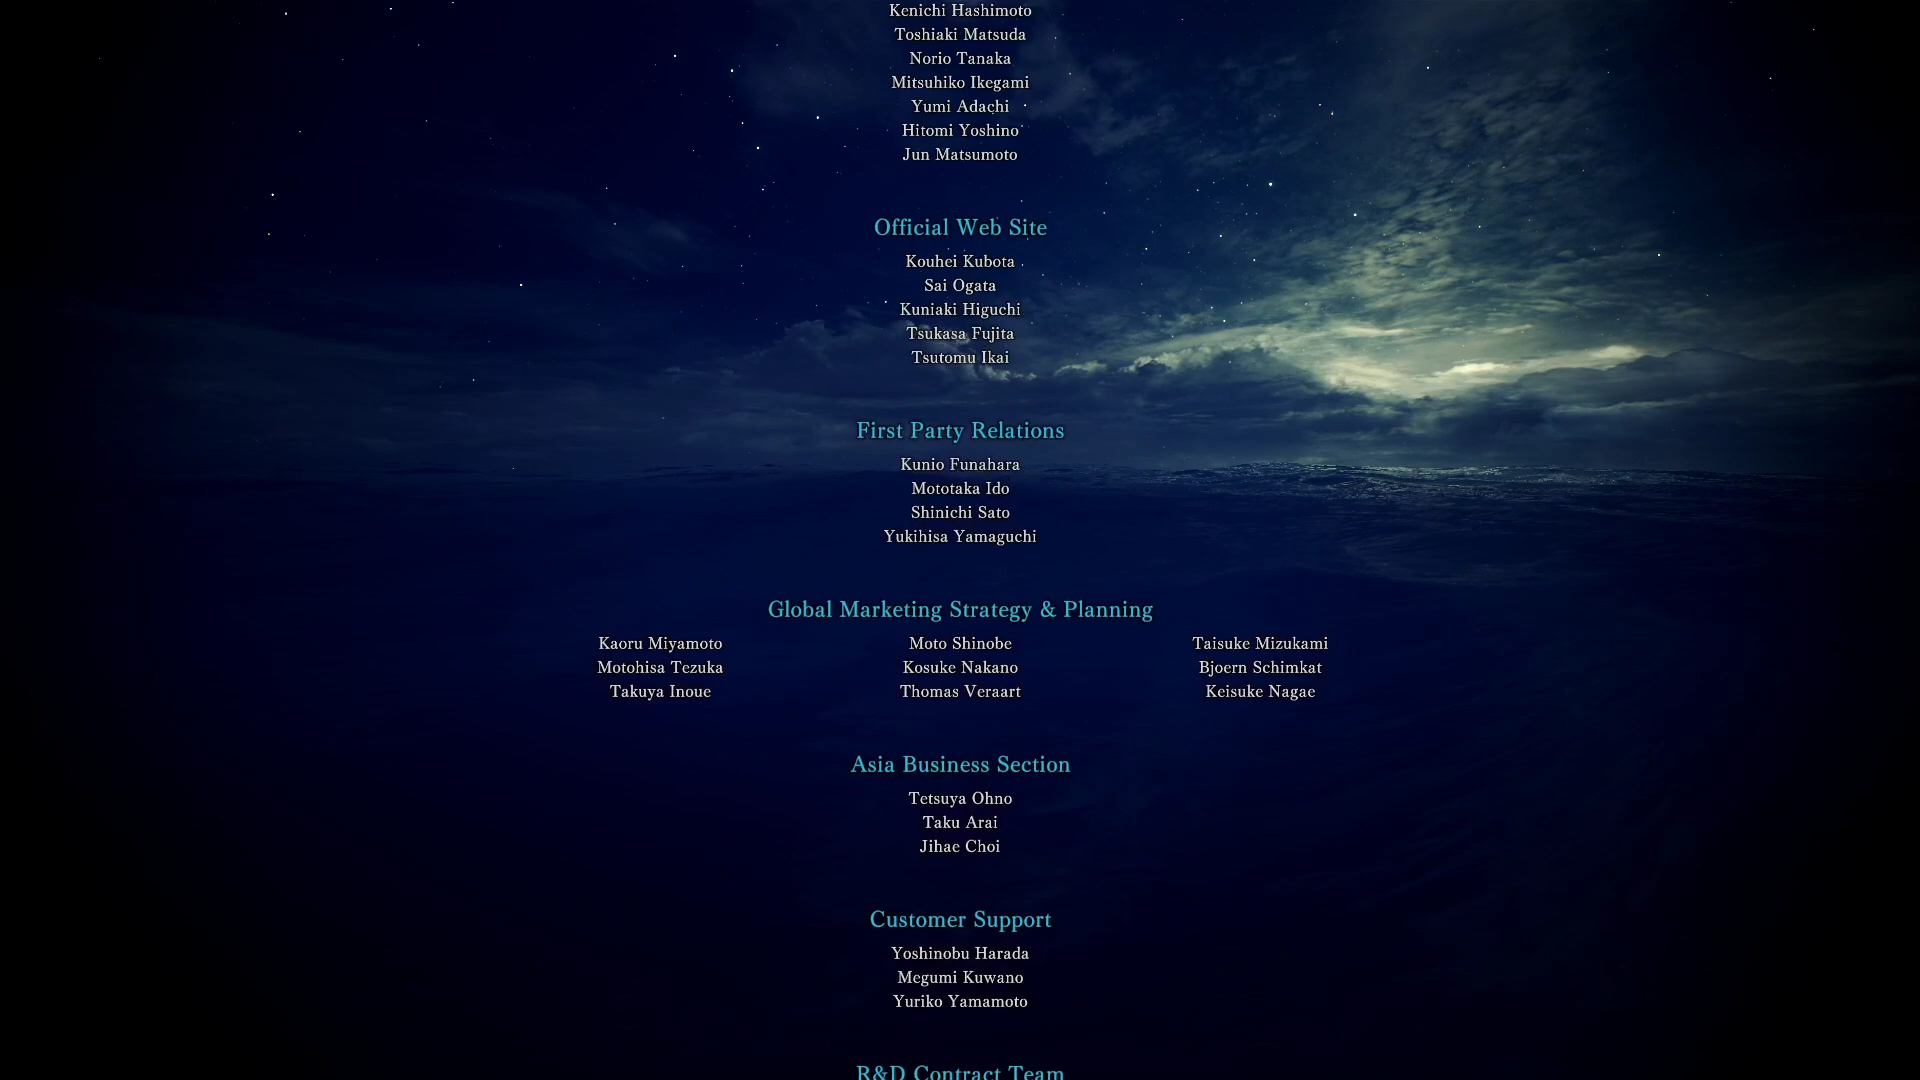 Kenichi Hashimoto
Toshiaki Matsuda
Norio Tanaka
Mitsuhiko Ikegami
Yumi Adachi
Hitomi Yoshino
Jun Matsumoto
Official Web Site
Kouhei Kubota
Sai Ogata
Kuniaki Higuchi
Tsukasa Fujita
Tsutomu Ikai
First Party Relations
Kunio Funahara
Mototaka Ido
Shinichi Sato
Yukihisa Yamaguchi
Global Marketing Strategy & Planning
Kaoru Miyamoto Moto Shinobe Taisuke Mizukami
Motohisa Tezuka Kosuke Nakano Bjoern Schimkat
Takuya Inoue Thomas Veraart Keisuke Nagae
Asia Business Section
Tetsuya Ohno
Taku Arai
Jihae Choi
Customer Support
Yoshinobu Harada
Megumi Kuwano
Yuriko Yamamoto
R&D Contract Team